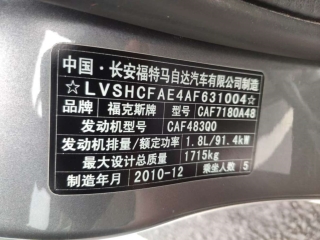 中国·长安福特马自达汽车有限公司制造
☆LVSHCFAE4AF631004☆
品牌 福克斯牌 型号 CAF7180A48
发动机型号 CAF483Q0
发动机排量/额定功率 1.8L/91.4kW
最大设计总质量 1715kg
制造年月 2010-12 乘坐人数 5